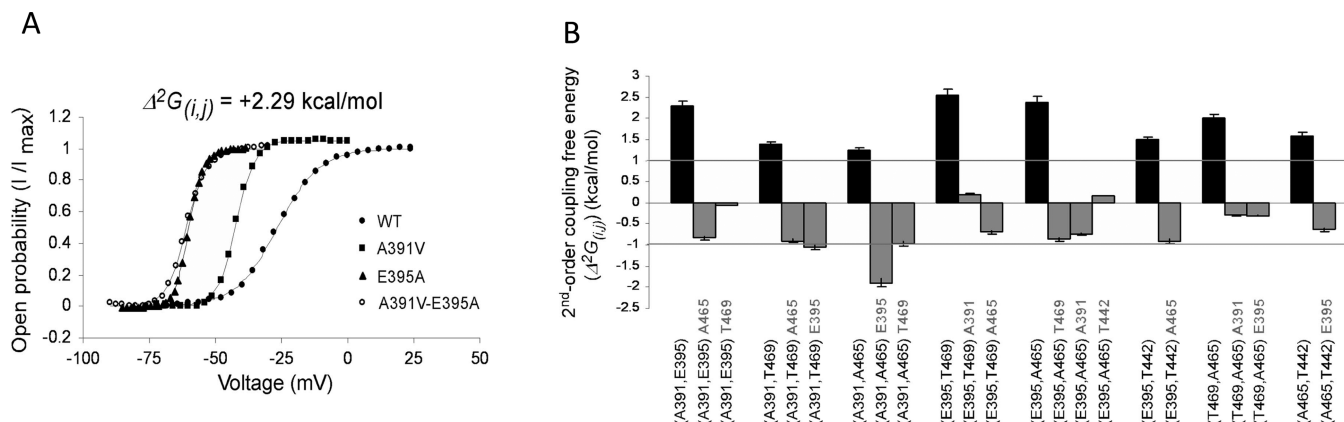 A
Δ²G(i,j) = +2.29 kcal/mol
Open probability (I /I max)
1.2
1
0.8
0.6
0.4
0.2
0
-0.2
-100
-75
-50
-25
0
25
50
Voltage (mV)
WT
A391V
E395A
A391V-E395A
B
2nd-order coupling free energy
(Δ²G(i,j)) (kcal/mol)
3
2.5
2
1.5
1
0.5
0
-0.5
-1
-1.5
-2
-2.5
(A391,E395)
(A391,E395) A465
(A391,E395) T469
(A391,T469)
(A391,T469) A465
(A391,T469) E395
(A391,A465)
(A391,A465) E395
(A391,A465) T469
(E395,T469)
(E395,T469) A391
(E395,T469) A465
(E395,A465)
(E395,A465) T469
(E395,A465) A391
(E395,A465) T442
(E395,T442)
(E395,T442) A465
(T469,A465)
(T469,A465) A391
(T469,A465) E395
(A465,T442)
(A465,T442) E395